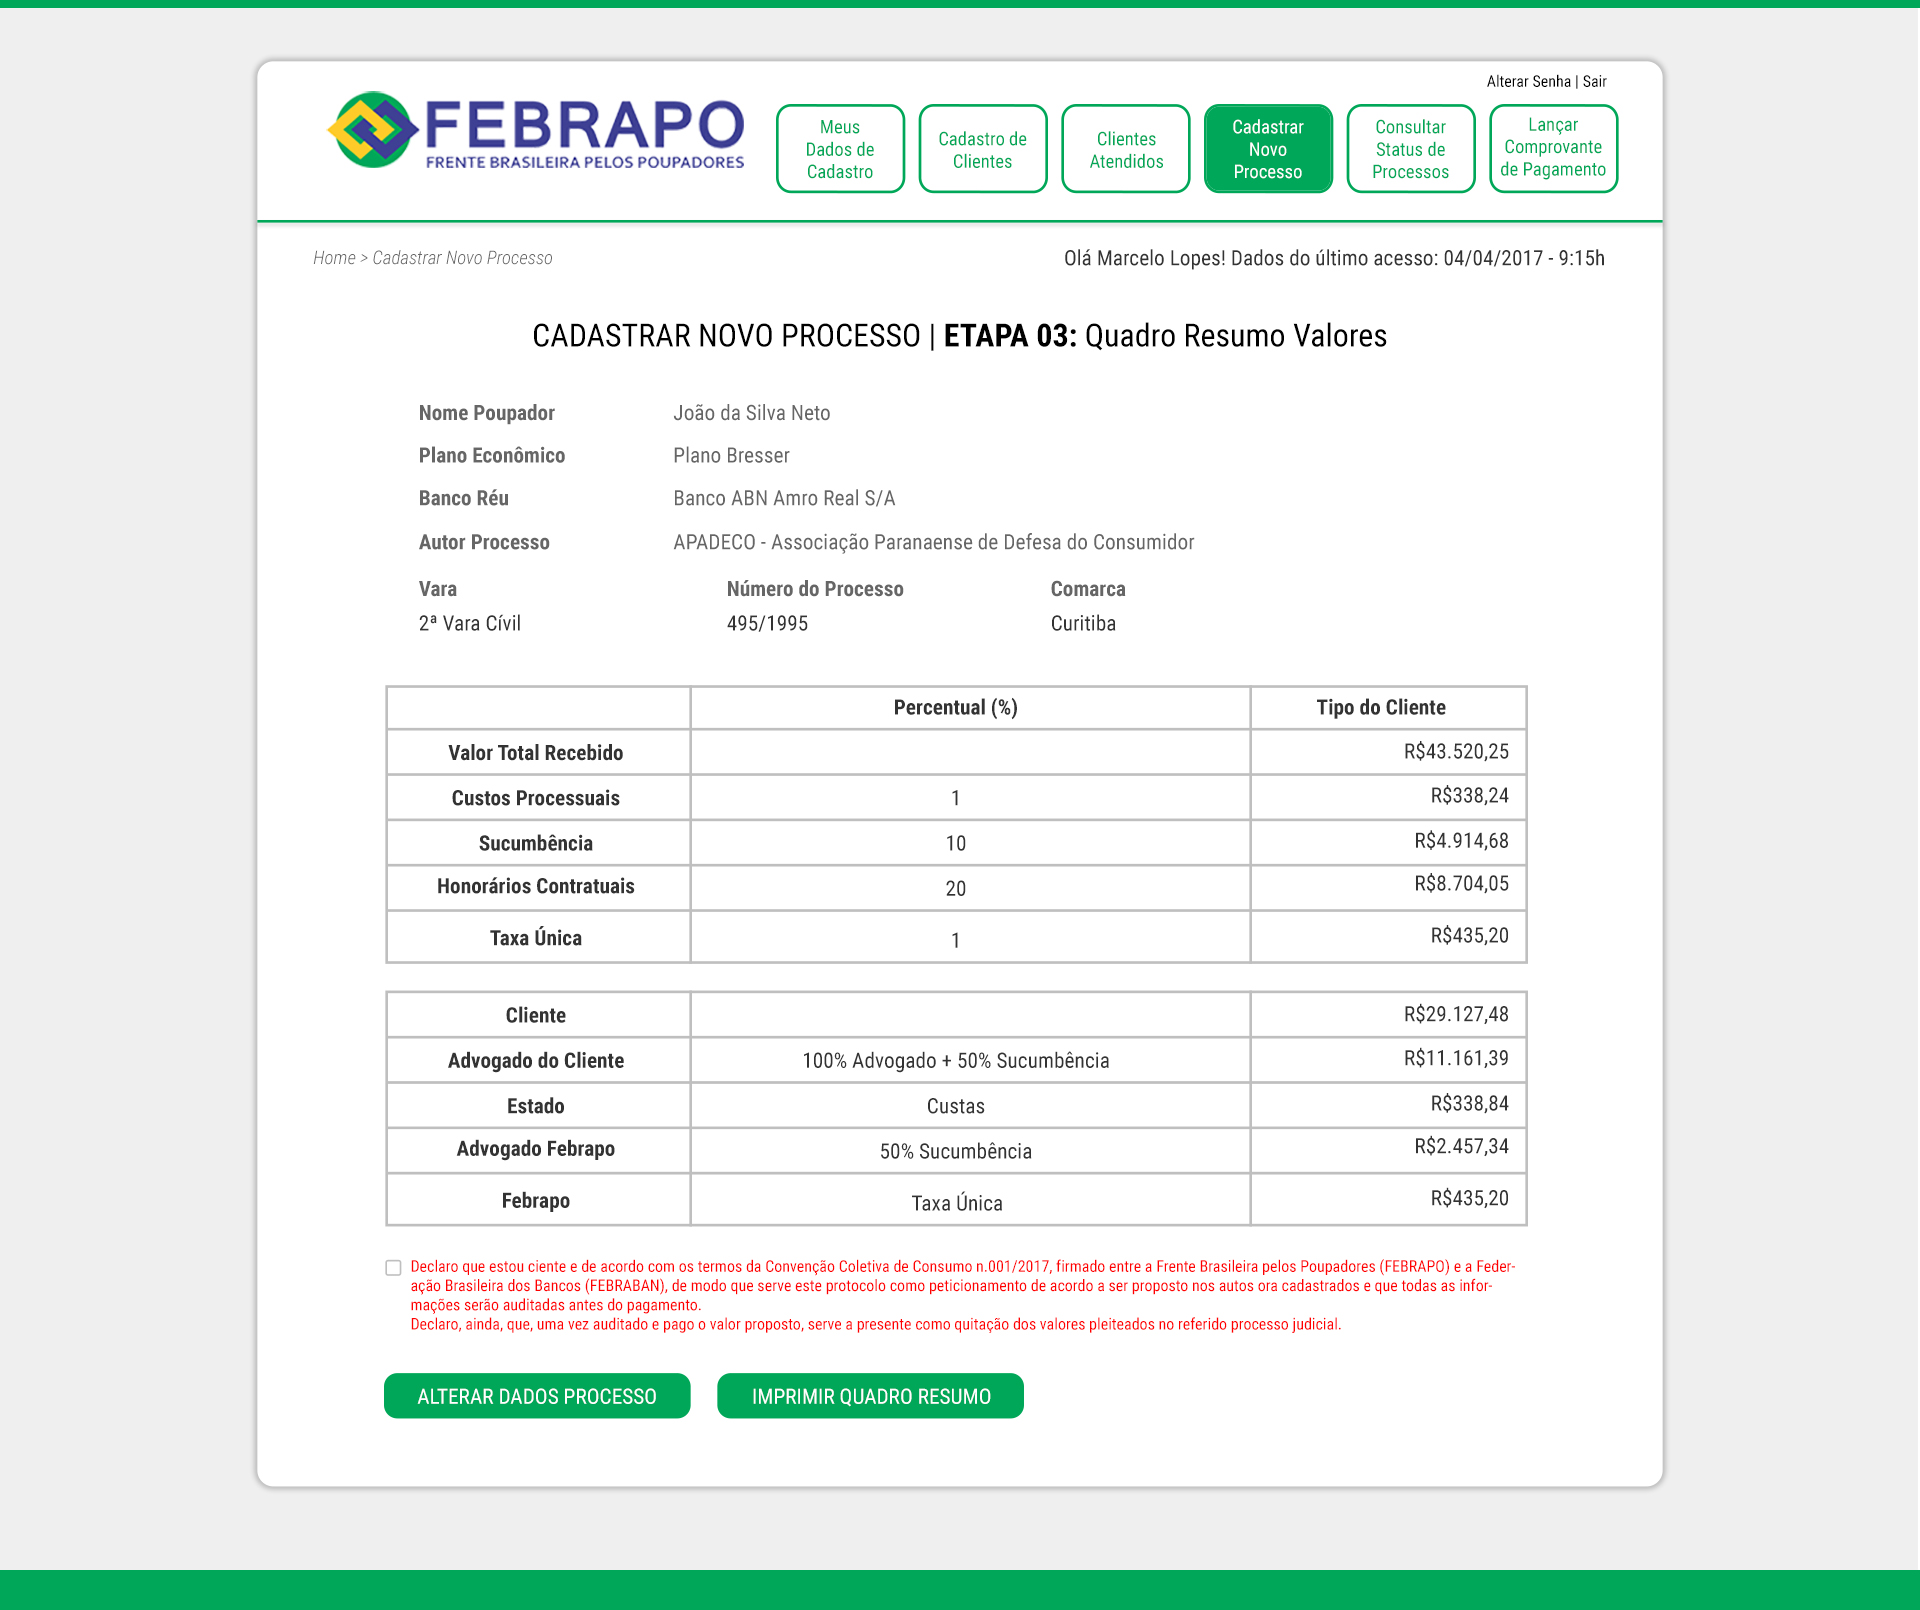 Alterar Senha | Sair
FEBRAPO
FRENTE BRASILEIRA PELOS POUPADORES
Meus
Dados de
Cadastro
Cadastro de
Clientes
Clientes
Atendidos
Cadastrar
Novo
Processo
Consultar
Status de
Processos
Lançar
Comprovante
de Pagamento
Home > Cadastrar Novo Processo
Olá Marcelo Lopes! Dados do último acesso: 04/04/2017 - 9:15h
CADASTRAR NOVO PROCESSO | ETAPA 03: Quadro Resumo Valores
Nome Poupador João da Silva Neto
Plano Econômico Plano Bresser
Banco Réu Banco ABN Amro Real S/A
Autor Processo APADECO - Associação Paranaense de Defesa do Consumidor
Vara Número do Processo Comarca
2ª Vara Cívil 495/1995 Curitiba
Percentual (%) Tipo do Cliente
Valor Total Recebido R$43.520,25
Custos Processuais 1 R$338,24
Sucumbência 10 R$4.914,68
Honorários Contratuais 20 R$8.704,05
Taxa Única 1 R$435,20
Cliente R$29.127,48
Advogado do Cliente 100% Advogado + 50% Sucumbência R$11.161,39
Estado Custas R$338,84
Advogado Febrapo 50% Sucumbência R$2.457,34
Febrapo Taxa Única R$435,20
Declaro que estou ciente e de acordo com os termos da Convenção Coletiva de Consumo n.001/2017, firmado entre a Frente Brasileira pelos Poupadores (FEBRAPO) e a Feder-
ação Brasileira dos Bancos (FEBRABAN), de modo que serve este protocolo como peticionamento de acordo a ser proposto nos autos ora cadastrados e que todas as infor-
mações serão auditadas antes do pagamento.
Declaro, ainda, que, uma vez auditado e pago o valor proposto, serve a presente como quitação dos valores pleiteados no referido processo judicial.
ALTERAR DADOS PROCESSO
IMPRIMIR QUADRO RESUMO